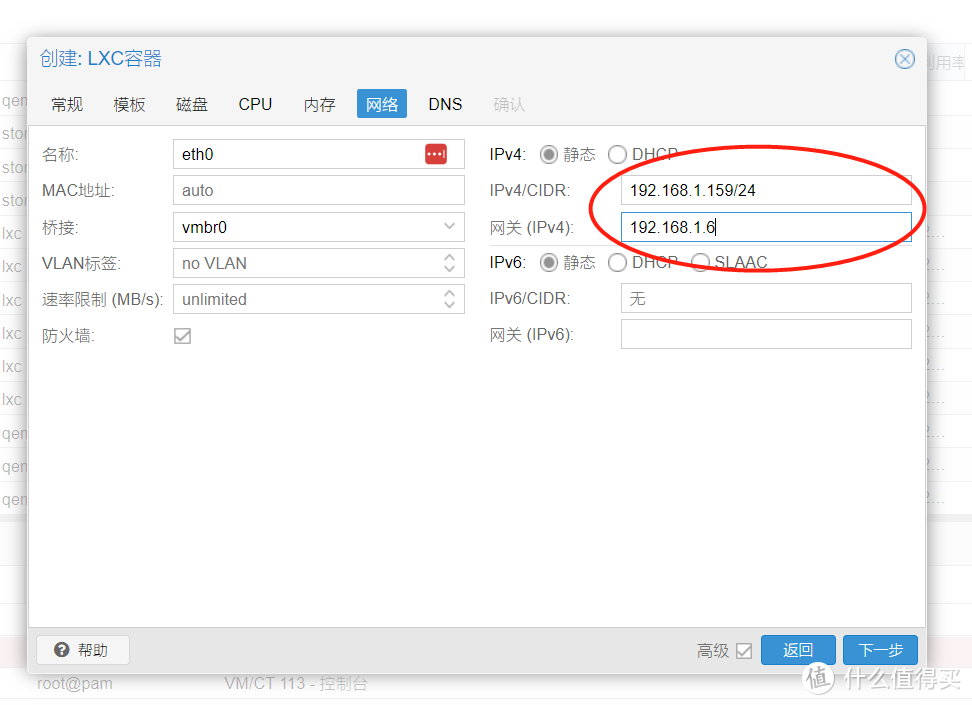 创建: LXC容器
利用率
常规 模板 磁盘 CPU 内存 网络 DNS 确认
名称: eth0 IPv4: 静态 DHCP
MAC地址: auto IPv4/CIDR: 192.168.1.159/24
桥接: vmbr0 网关 (IPv4): 192.168.1.6
VLAN标签: no VLAN IPv6: 静态 DHCP SLAAC
速率限制 (MB/s): unlimited IPv6/CIDR: 无
防火墙: 网关 (IPv6):
qen
stor
stor
stor
lxc
lxc
lxc
lxc
lxc
lxc
qen
qen
qen
帮助 高级 返回 下一步
root@pam VM/CT 113 - 控制台
值 什么值得买